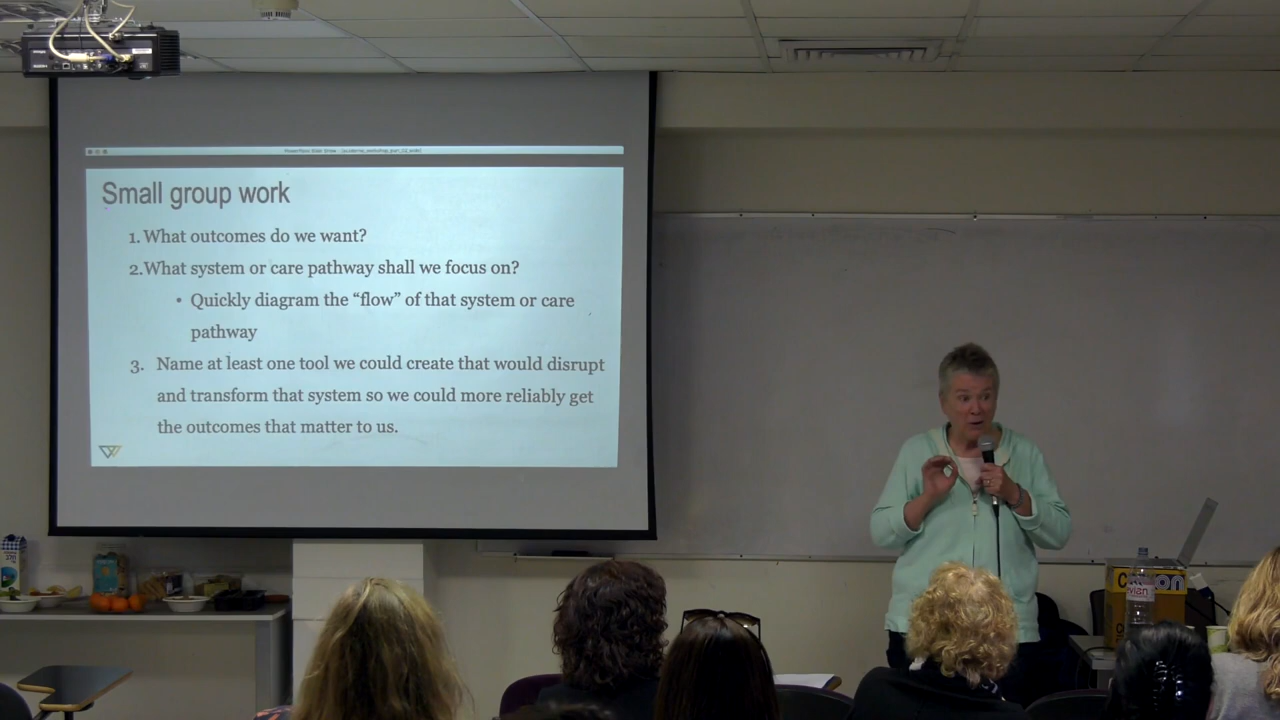 Small group work
1. What outcomes do we want?
2.What system or care pathway shall we focus on?
• Quickly diagram the “flow” of that system or care
pathway
3. Name at least one tool we could create that would disrupt
and transform that system so we could more reliably get
the outcomes that matter to us.
evian